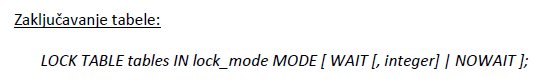 Zaključavanje tabele:
LOCK TABLE tables IN lock_mode MODE [ WAIT [, integer] | NOWAIT ];